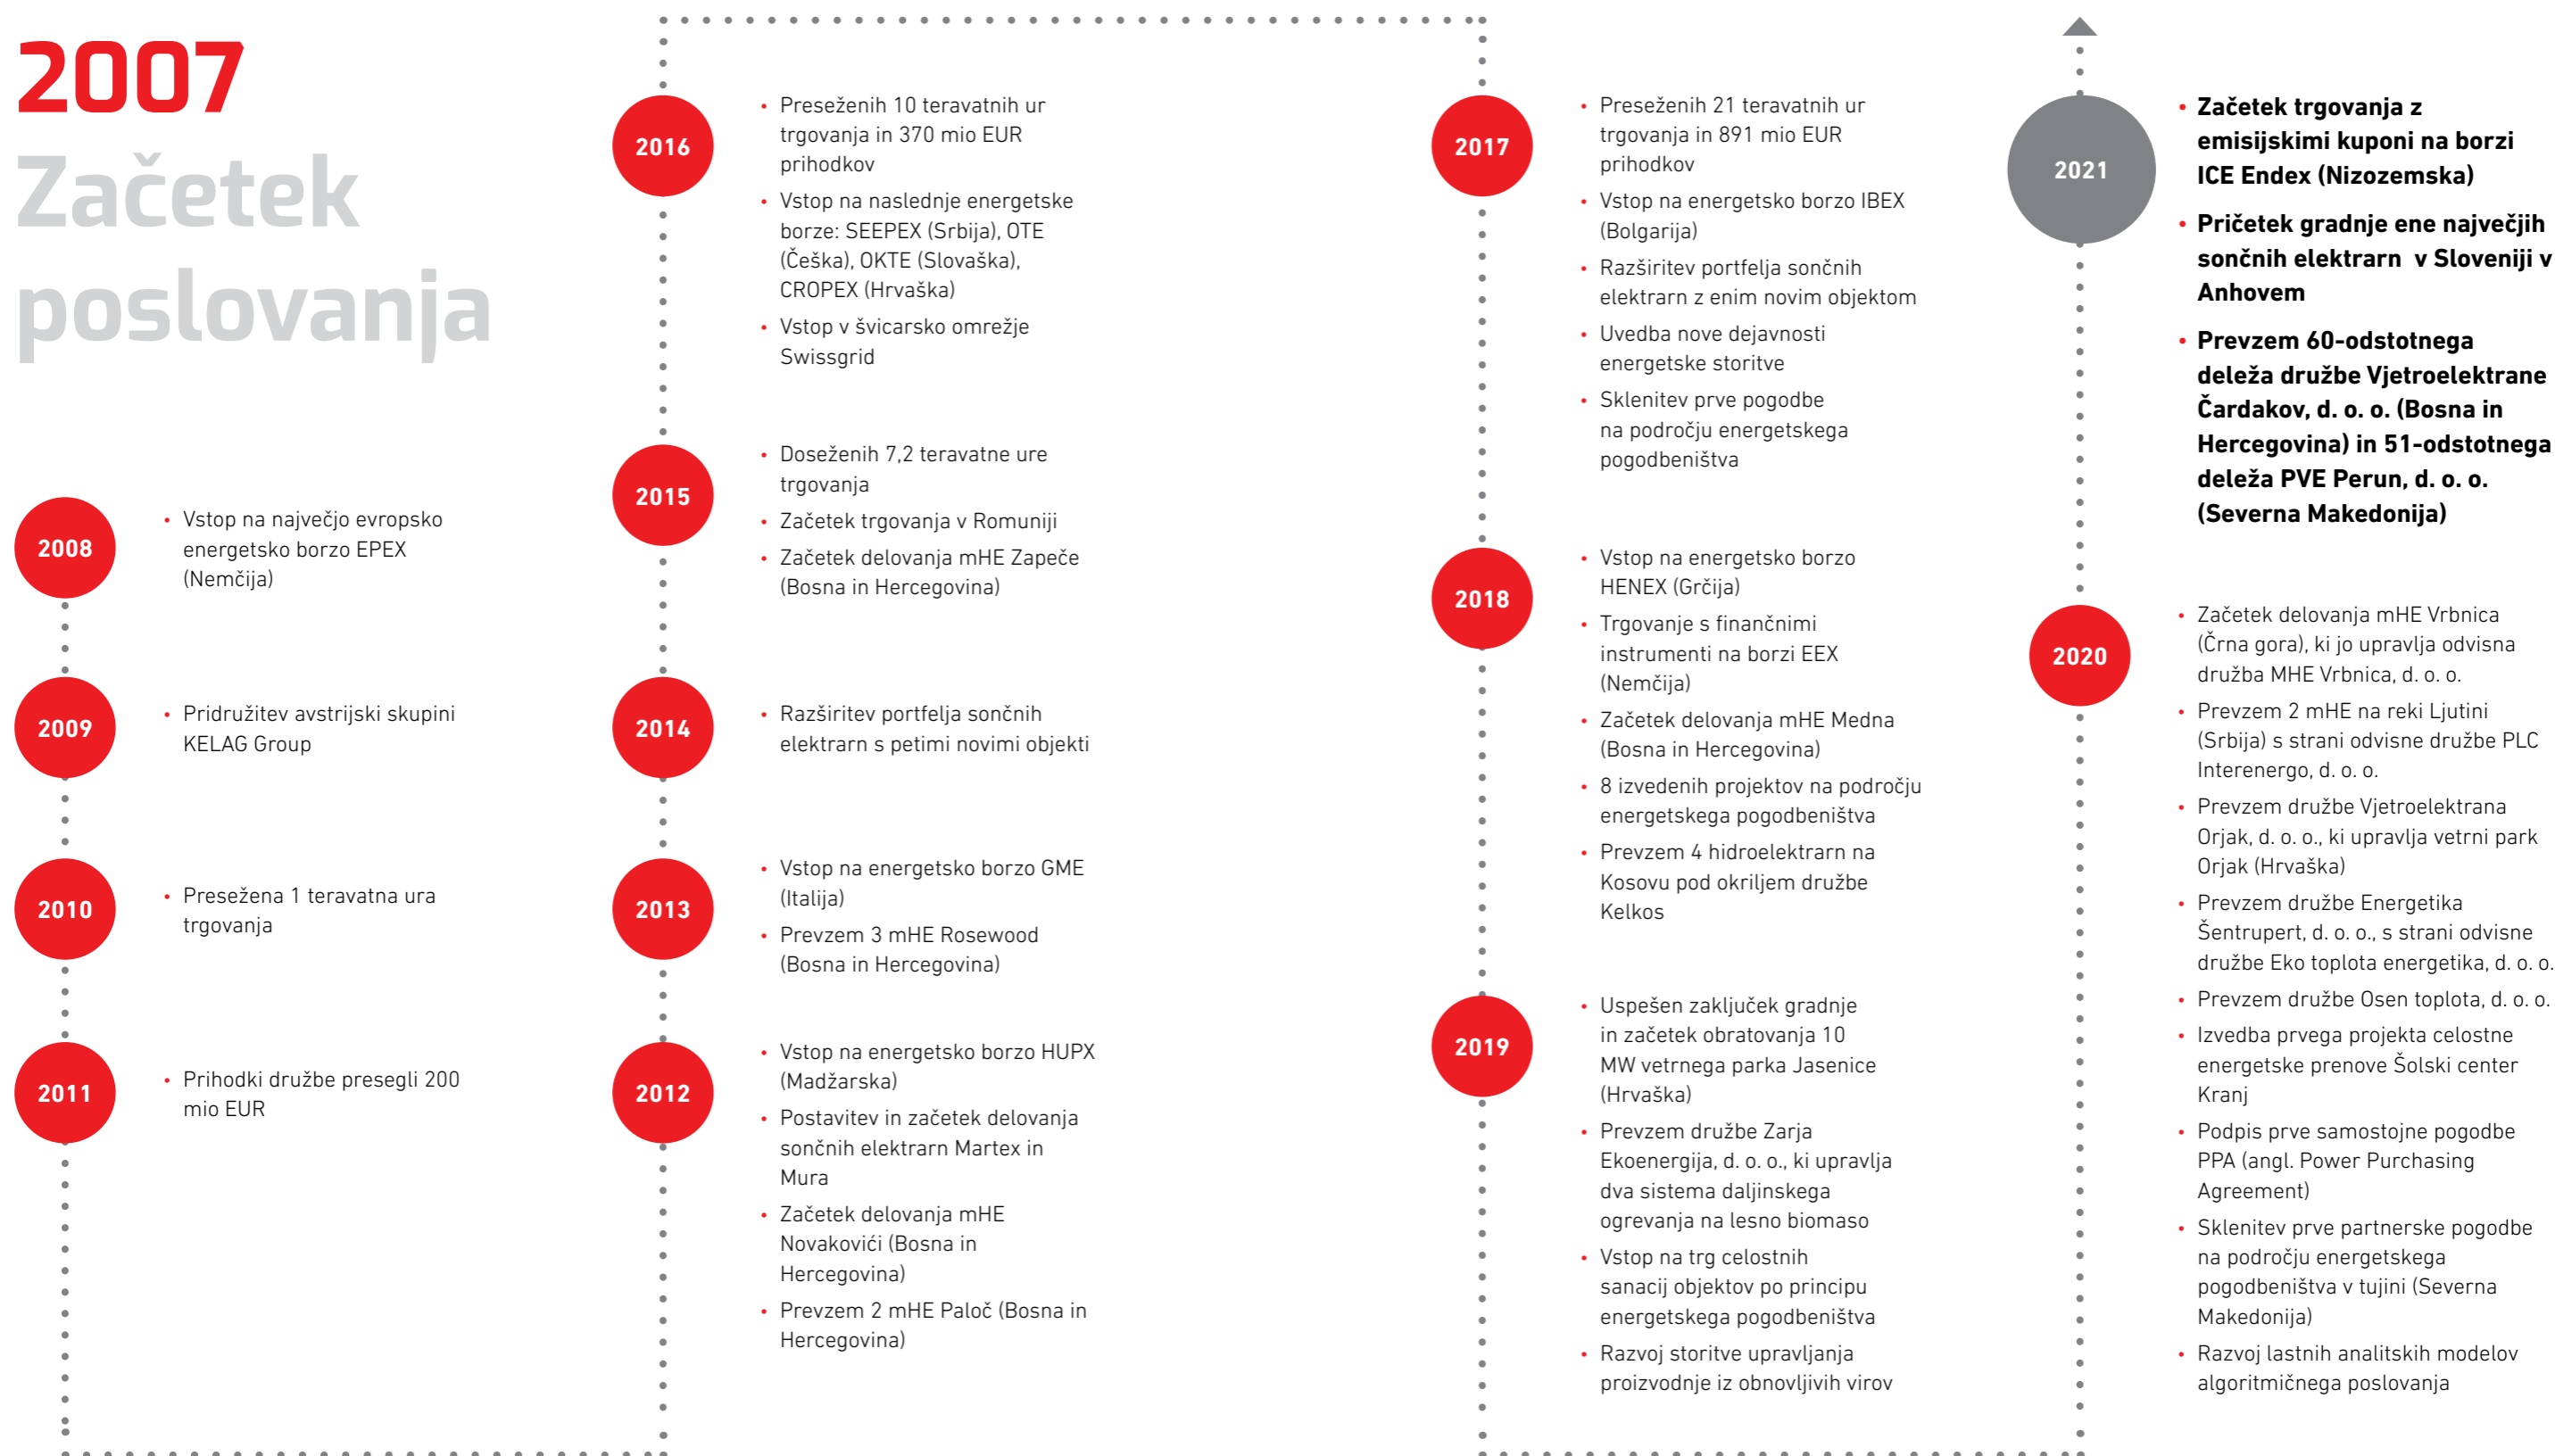 2007
Začetek
poslovanja
2008
• Vstop na največjo evropsko
energetsko borzo EPEX
(Nemčija)
2009
• Pridružitev avstrijski skupini
KELAG Group
2010
• Presežena 1 teravatna ura
trgovanja
2011
• Prihodki družbe presegli 200
mio EUR
2012
• Vstop na energetsko borzo HUPX
(Madžarska)
• Postavitev in začetek delovanja
sončnih elektrarn Martex in
Mura
• Začetek delovanja mHE
Novakovići (Bosna in
Hercegovina)
• Prevzem 2 mHE Paloč (Bosna in
Hercegovina)
2013
• Vstop na energetsko borzo GME
(Italija)
• Prevzem 3 mHE Rosewood
(Bosna in Hercegovina)
2014
• Razširitev portfelja sončnih
elektrarn s petimi novimi objekti
2015
• Doseženih 7,2 teravatne ure
trgovanja
• Začetek trgovanja v Romuniji
• Začetek delovanja mHE Zapeče
(Bosna in Hercegovina)
2016
• Preseženih 10 teravatnih ur
trgovanja in 370 mio EUR
prihodkov
• Vstop na naslednje energetske
borze: SEEPEX (Srbija), OTE
(Češka), OKTE (Slovaška),
CROPEX (Hrvaška)
• Vstop v švicarsko omrežje
Swissgrid
2017
• Preseženih 21 teravatnih ur
trgovanja in 891 mio EUR
prihodkov
• Vstop na energetsko borzo IBEX
(Bolgarija)
• Razširitev portfelja sončnih
elektrarn z enim novim objektom
• Uvedba nove dejavnosti
energetske storitve
• Sklenitev prve pogodbe
na področju energetskega
pogodbeništva
2018
• Vstop na energetsko borzo
HENEX (Grčija)
• Trgovanje s finančnimi
instrumenti na borzi EEX
(Nemčija)
• Začetek delovanja mHE Medna
(Bosna in Hercegovina)
• 8 izvedenih projektov na področju
energetskega pogodbeništva
• Prevzem 4 hidroelektrarn na
Kosovu pod okriljem družbe
Kelkos
2019
• Uspešen zaključek gradnje
in začetek obratovanja 10
MW vetrnega parka Jasenice
(Hrvaška)
• Prevzem družbe Zarja
Ekoenergija, d. o. o., ki upravlja
dva sistema daljinskega
ogrevanja na lesno biomaso
• Vstop na trg celostnih
sanacij objektov po principu
energetskega pogodbeništva
• Razvoj storitve upravljanja
proizvodnje iz obnovljivih virov
2020
• Začetek delovanja mHE Vrbnica
(Črna gora), ki jo upravlja odvisna
družba MHE Vrbnica, d. o. o.
• Prevzem 2 mHE na reki Ljutini
(Srbija) s strani odvisne družbe PLC
Interenergo, d. o. o.
• Prevzem družbe Vjetroelektrana
Orjak, d. o. o., ki upravlja vetrni park
Orjak (Hrvaška)
• Prevzem družbe Energetika
Šentrupert, d. o. o., s strani odvisne
družbe Eko toplota energetika, d. o. o.
• Prevzem družbe Osen toplota, d. o. o.
• Izvedba prvega projekta celostne
energetske prenove Šolski center
Kranj
• Podpis prve samostojne pogodbe
PPA (angl. Power Purchasing
Agreement)
• Sklenitev prve partnerske pogodbe
na področju energetskega
pogodbeništva v tujini (Severna
Makedonija)
• Razvoj lastnih analitskih modelov
algoritmičnega poslovanja
2021
• Začetek trgovanja z
emisijskimi kuponi na borzi
ICE Endex (Nizozemska)
• Pričetek gradnje ene največjih
sončnih elektrarn v Sloveniji v
Anhovem
• Prevzem 60-odstotnega
deleža družbe Vjetroelektrane
Čardakov, d. o. o. (Bosna in
Hercegovina) in 51-odstotnega
deleža PVE Perun, d. o. o.
(Severna Makedonija)